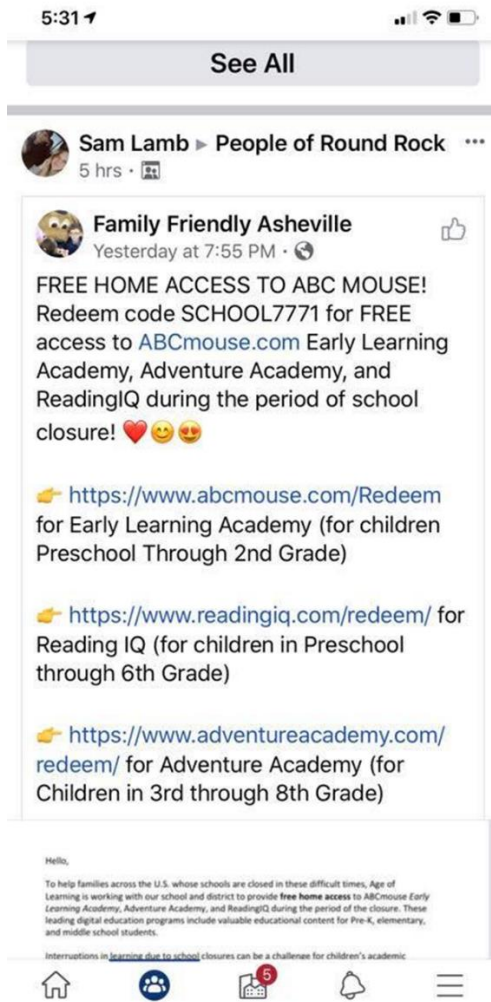 5:31
See All
Sam Lamb ▸ People of Round Rock ...
5 hrs ·
Family Friendly Asheville
Yesterday at 7:55 PM ·
FREE HOME ACCESS TO ABC MOUSE!
Redeem code SCHOOL7771 for FREE
access to ABCmouse.com Early Learning
Academy, Adventure Academy, and
ReadingIQ during the period of school
closure! ❤️😊😍
👉 https://www.abcmouse.com/Redeem
for Early Learning Academy (for children
Preschool Through 2nd Grade)
👉 https://www.readingiq.com/redeem/ for
Reading IQ (for children in Preschool
through 6th Grade)
👉 https://www.adventureacademy.com/
redeem/ for Adventure Academy (for
Children in 3rd through 8th Grade)
Hello,
To help families across the U.S. whose schools are closed in these difficult times, Age of
Learning is working with our school and district to provide free home access to ABCmouse Early
Learning Academy, Adventure Academy, and ReadingIQ during the period of the closure. These
leading digital education programs include valuable educational content for Pre-K, elementary,
and middle school students.
Interruptions in learning due to school closures can be a challenge for children's academic
5